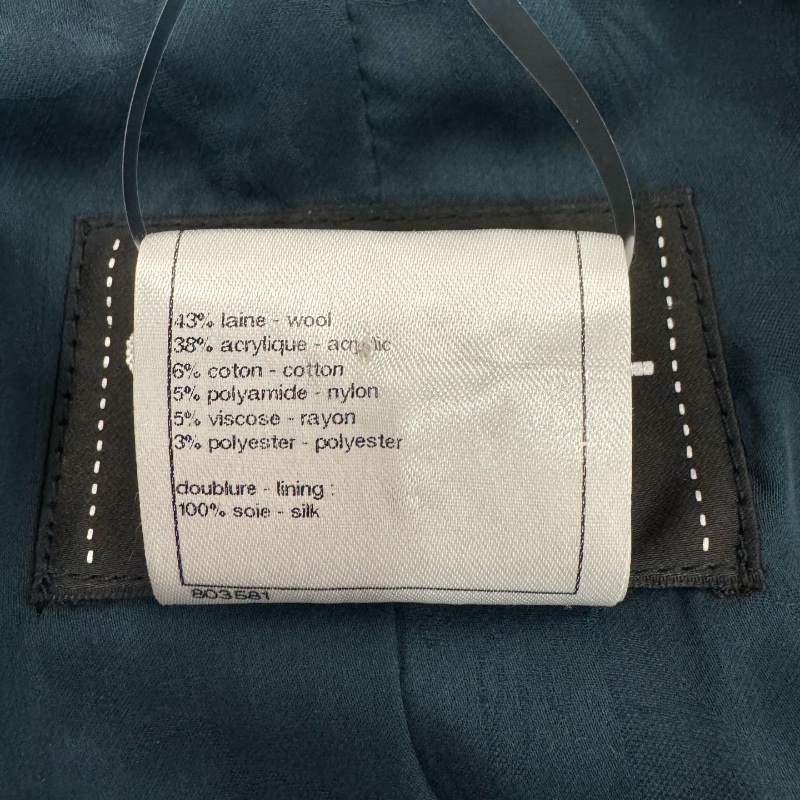 43% laine - wool
38% acrylique - acrylic
6% coton - cotton
5% polyamide - nylon
5% viscose - rayon
3% polyester - polyester
doublure - lining :
100% soie - silk
803581